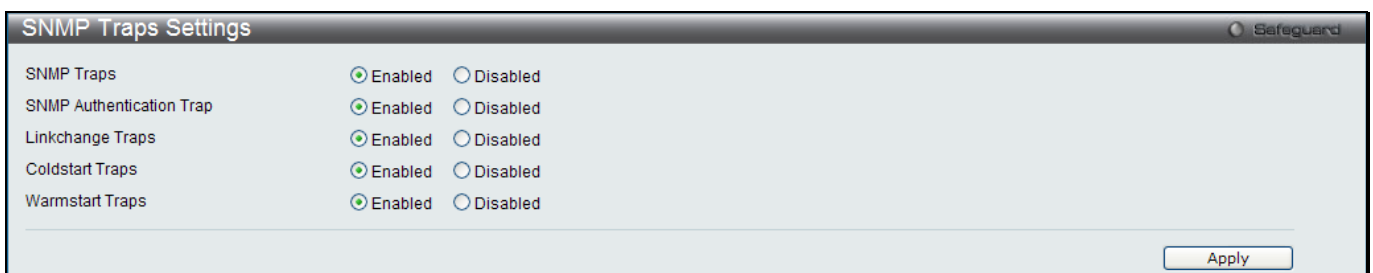 SNMP Traps Settings
Safeguard
SNMP Traps Enabled Disabled
SNMP Authentication Trap Enabled Disabled
Linkchange Traps Enabled Disabled
Coldstart Traps Enabled Disabled
Warmstart Traps Enabled Disabled
Apply